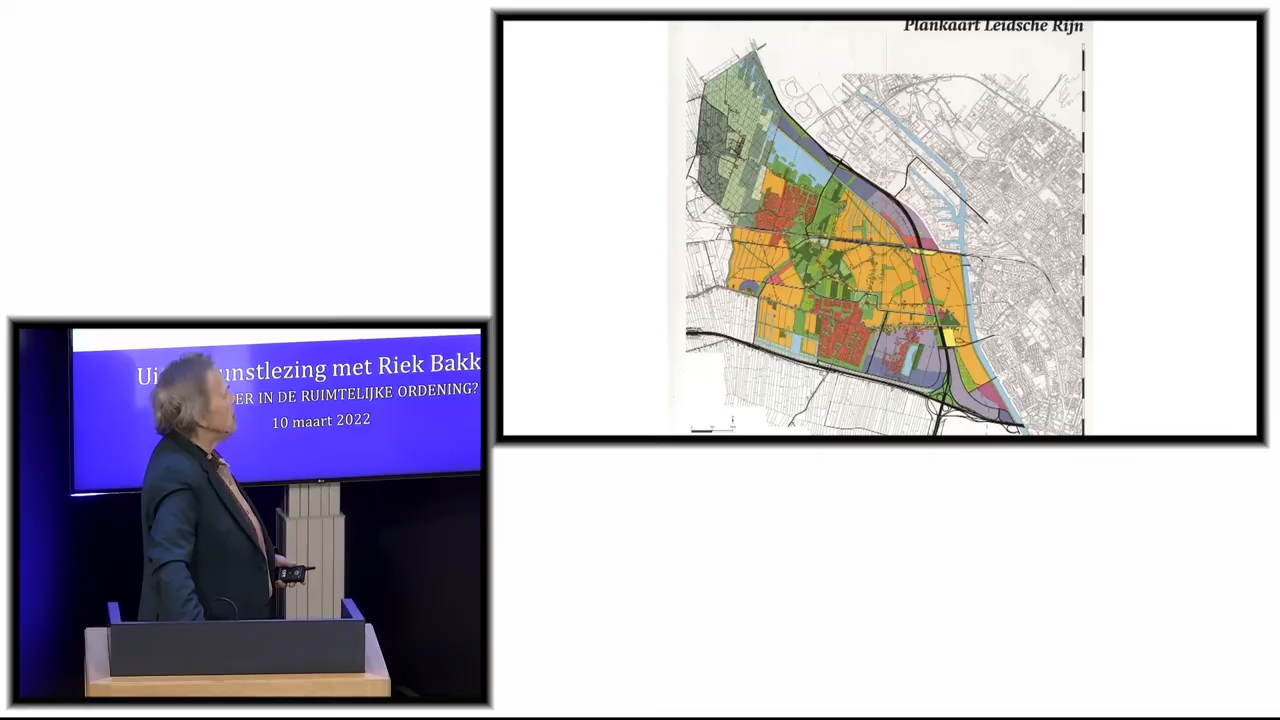 Plankaart Leidsche Rijn
Ui unstlezing met Riek Bakk
ER IN DE RUIMTELIJKE ORDENING?
10 maart 2022